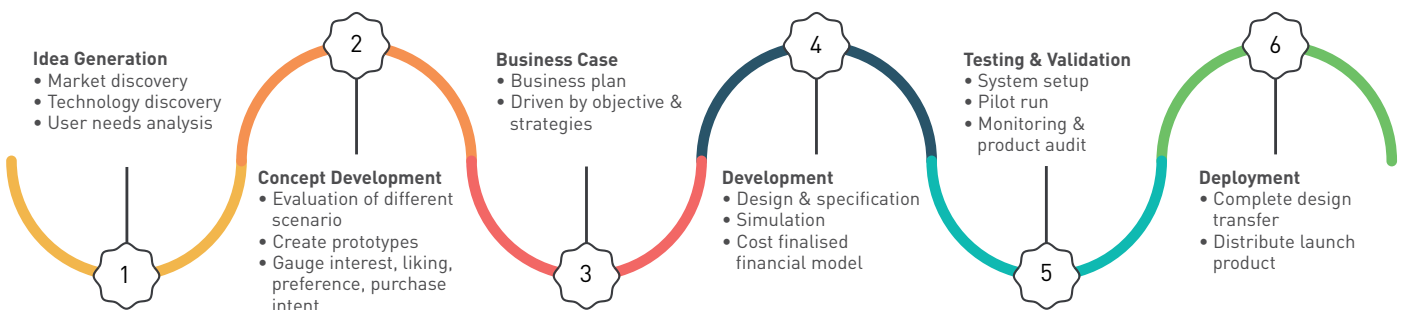 1
Idea Generation
• Market discovery
• Technology discovery
• User needs analysis
2
Concept Development
• Evaluation of different
scenario
• Create prototypes
• Gauge interest, liking,
preference, purchase
intent
3
Business Case
• Business plan
• Driven by objective &
strategies
4
Development
• Design & specification
• Simulation
• Cost finalised
financial model
5
Testing & Validation
• System setup
• Pilot run
• Monitoring &
product audit
6
Deployment
• Complete design
transfer
• Distribute launch
product